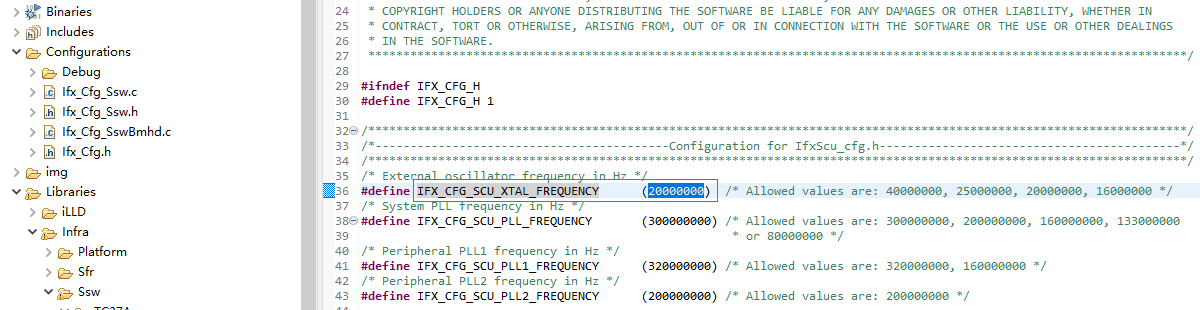 Binaries
Includes
Configurations
Debug
Ifx_Cfg_Ssw.c
Ifx_Cfg_Ssw.h
Ifx_Cfg_SswBmhd.c
Ifx_Cfg.h
img
Libraries
iLLD
Infra
Platform
Sfr
Ssw
24 * COPYRIGHT HOLDERS OR ANYONE DISTRIBUTING THE SOFTWARE BE LIABLE FOR ANY DAMAGES OR OTHER LIABILITY, WHETHER IN
25 * CONTRACT, TORT OR OTHERWISE, ARISING FROM, OUT OF OR IN CONNECTION WITH THE SOFTWARE OR THE USE OR OTHER DEALINGS
26 * IN THE SOFTWARE.
27 *********************************************************************************************************************/
28
29 #ifndef IFX_CFG_H
30 #define IFX_CFG_H 1
31
32 /*********************************************************************************************************************/
33 /*------------------------------------------Configuration for IfxScu_cfg.h-------------------------------------------*/
34 /*********************************************************************************************************************/
35 /* External oscillator frequency in Hz */
36 #define IFX_CFG_SCU_XTAL_FREQUENCY (20000000) /* Allowed values are: 40000000, 25000000, 20000000, 16000000 */
37 /* System PLL frequency in Hz */
38 #define IFX_CFG_SCU_PLL_FREQUENCY (300000000) /* Allowed values are: 300000000, 200000000, 160000000, 133000000
39 * or 80000000 */
40 /* Peripheral PLL1 frequency in Hz */
41 #define IFX_CFG_SCU_PLL1_FREQUENCY (320000000) /* Allowed values are: 320000000, 160000000 */
42 /* Peripheral PLL2 frequency in Hz */
43 #define IFX_CFG_SCU_PLL2_FREQUENCY (200000000) /* Allowed values are: 200000000 */